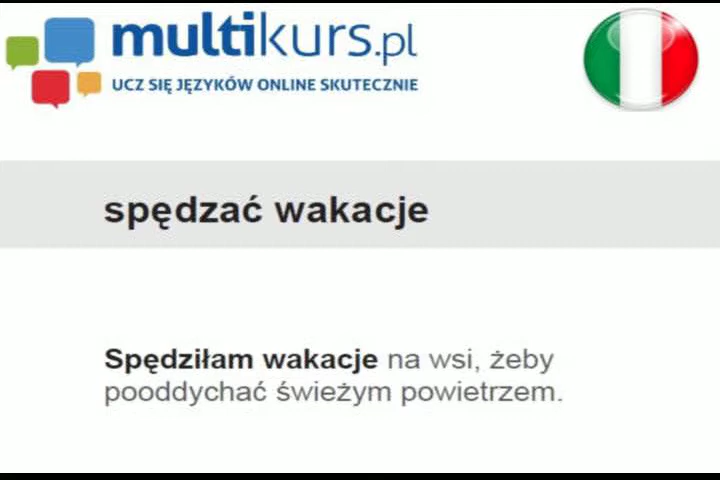 multikurs.pl
UCZ SIĘ JĘZYKÓW ONLINE SKUTECZNIE
spędzać wakacje
Spędziłam wakacje na wsi, żeby
pooddychać świeżym powietrzem.